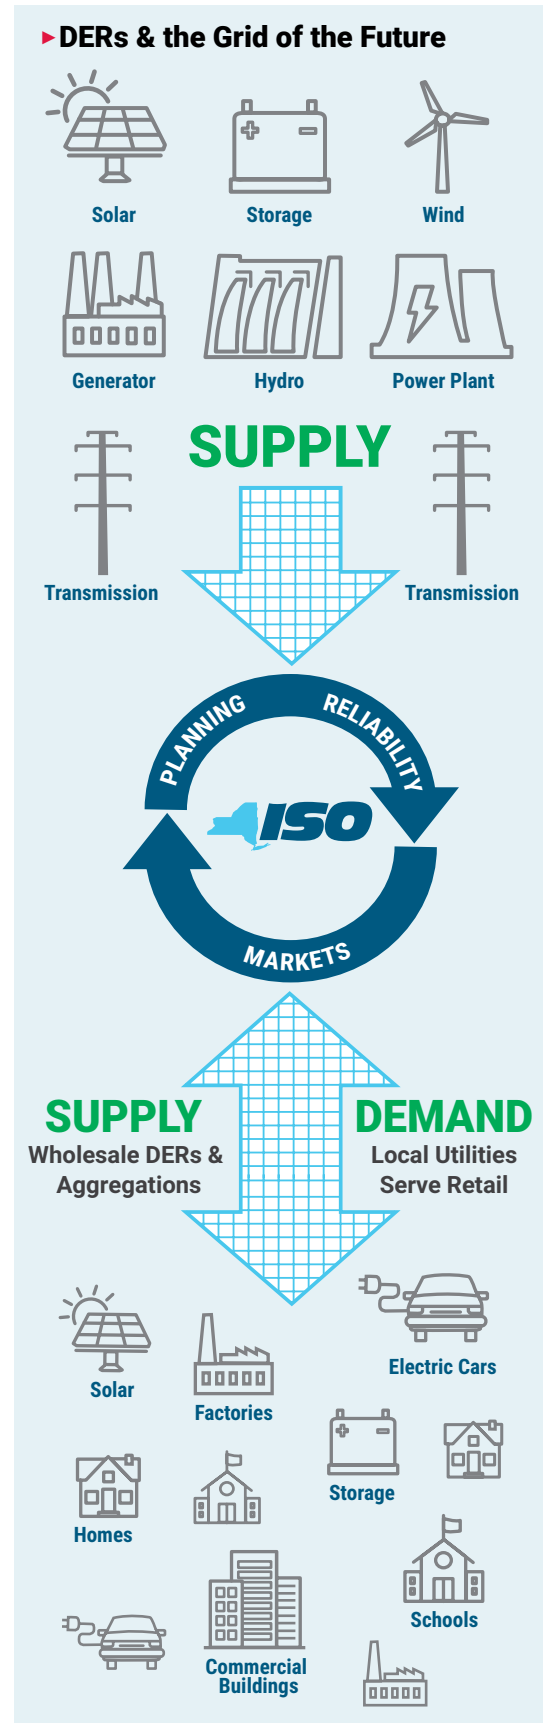 DERs & the Grid of the Future
Solar
Storage
Wind
Generator
Hydro
Power Plant
SUPPLY
Transmission
Transmission
PLANNING
RELIABILITY
ISO
MARKETS
SUPPLY
Wholesale DERs &
Aggregations
DEMAND
Local Utilities
Serve Retail
Solar
Factories
Electric Cars
Homes
Storage
Schools
Commercial
Buildings